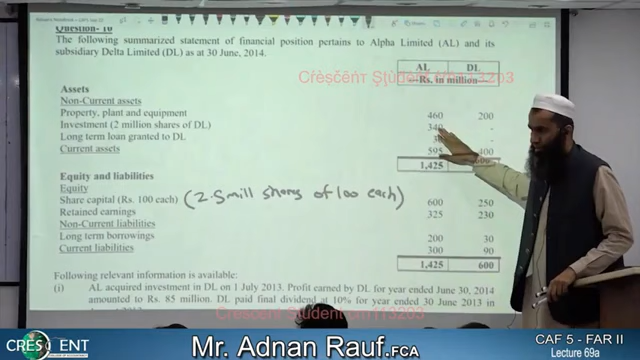 Question- 10
The following summarized statement of financial position pertains to Alpha Limited (AL) and its
subsidiary Delta Limited (DL) as at 30 June, 2014.
AL DL
---Rs. in million---
Assets
Non-Current assets
Property, plant and equipment 460 200
Investment (2 million shares of DL) 340 -
Long term loan granted to DL -
Current assets 595 400
1,425 600
Equity and liabilities
Equity
Share capital (Rs. 100 each) (2.5 mill shares of 100 each) 600 250
Retained earnings 325 230
Non-Current liabilities
Long term borrowings 200 30
Current liabilities 300 90
1,425 600
Following relevant information is available:
(i) AL acquired investment in DL on 1 July 2013. Profit earned by DL for year ended June 30, 2014
amounted to Rs. 85 million. DL paid final dividend at 10% for year ended 30 June 2013 in
CRESCENT
Mr. Adnan Rauf.FCA
CAF 5 - FAR II
Lecture 69a